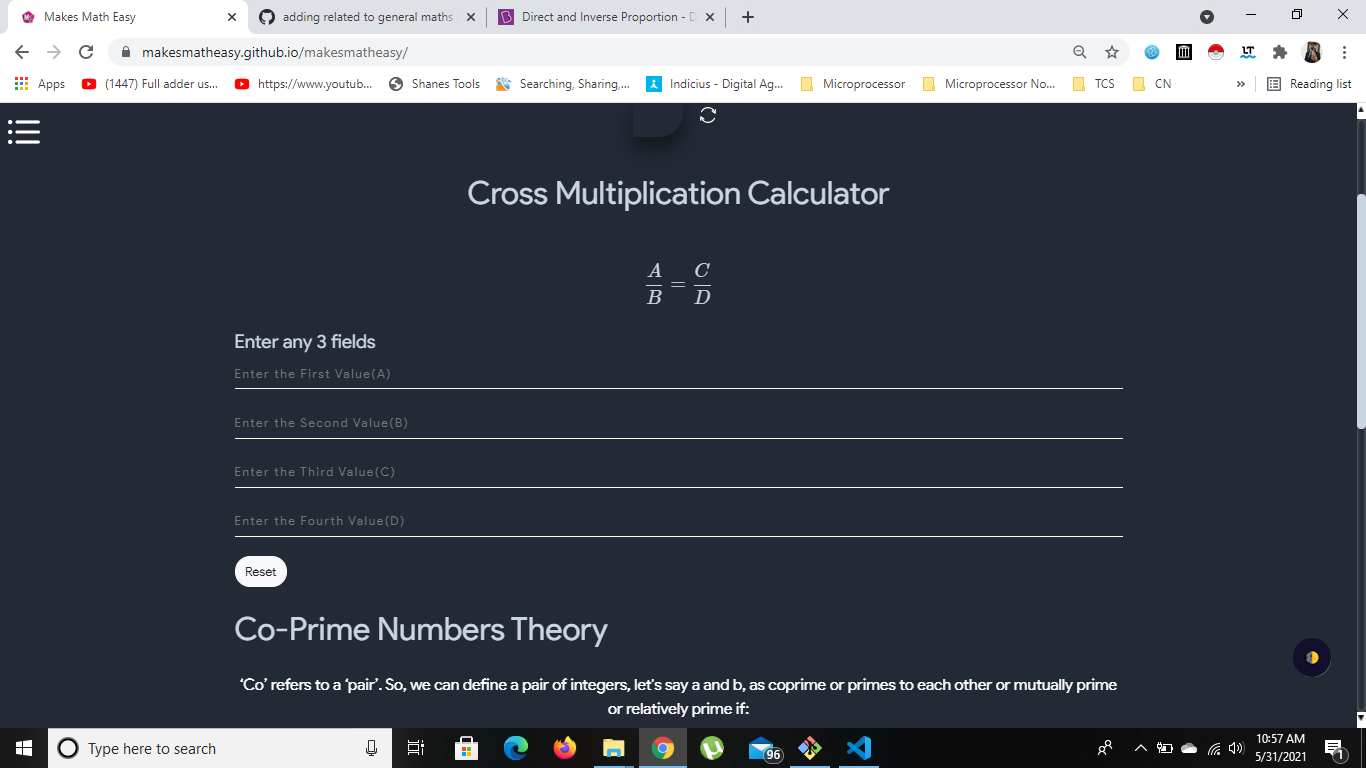 Makes Math Easy
adding related to general maths
Direct and Inverse Proportion - D
makesmatheasy.github.io/makesmatheasy/
Apps
(1447) Full adder us...
https://www.youtub...
Shanes Tools
Searching, Sharing,...
Indicius - Digital Ag...
Microprocessor
Microprocessor No...
TCS
CN
»
Reading list
Cross Multiplication Calculator
A/B = C/D
Enter any 3 fields
Enter the First Value(A)
Enter the Second Value(B)
Enter the Third Value(C)
Enter the Fourth Value(D)
Reset
Co-Prime Numbers Theory
‘Co’ refers to a ‘pair’. So, we can define a pair of integers, let's say a and b, as coprime or primes to each other or mutually prime
or relatively prime if:
Type here to search
96
10:57 AM
5/31/2021
1